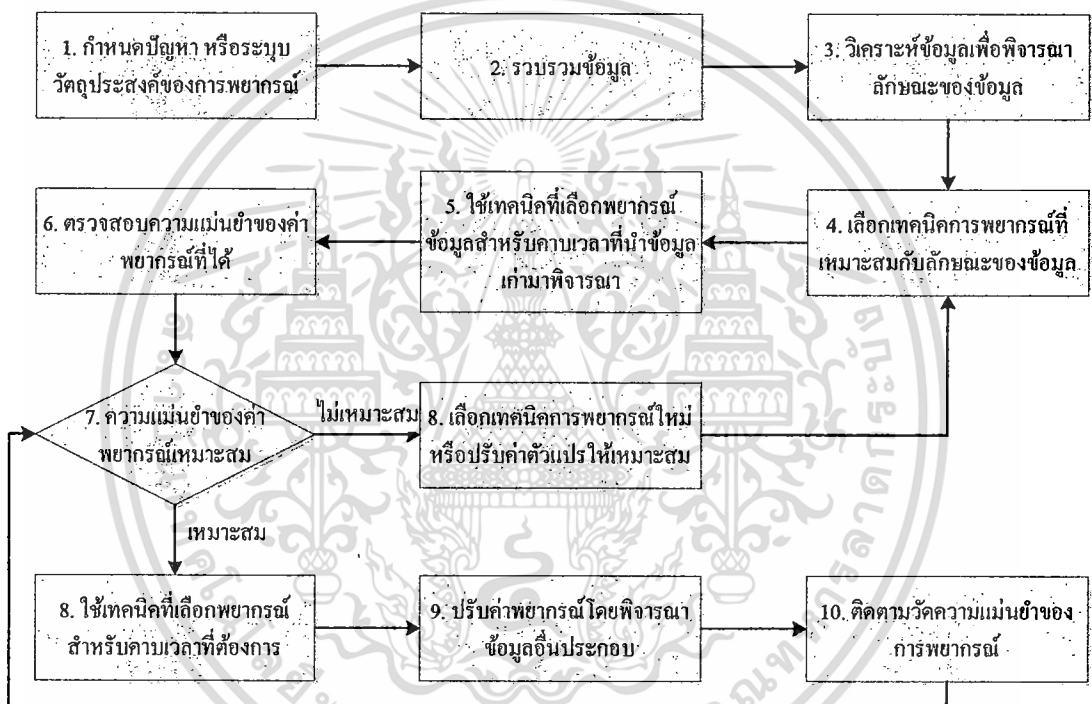 1. กำหนดปัญหา หรือระบุบ
วัตถุประสงค์ของการพยากรณ์
2. รวบรวมข้อมูล
3. วิเคราะห์ข้อมูลเพื่อพิจารณา
ลักษณะของข้อมูล
4. เลือกเทคนิคการพยากรณ์ที่
เหมาะสมกับลักษณะของข้อมูล
5. ใช้เทคนิคที่เลือกพยากรณ์
ข้อมูลสำหรับคาบเวลาที่นำข้อมูล
เก่ามาพิจารณา
6. ตรวจสอบความแม่นยำของค่า
พยากรณ์ที่ได้
7. ความแม่นยำของค่า
พยากรณ์เหมาะสม
ไม่เหมาะสม
8. เลือกเทคนิคการพยากรณ์ใหม่
หรือปรับค่าตัวแปรให้เหมาะสม
เหมาะสม
8. ใช้เทคนิคที่เลือกพยากรณ์
สำหรับคาบเวลาที่ต้องการ
9. ปรับค่าพยากรณ์โดยพิจารณา
ข้อมูลอื่นประกอบ
10. ติดตามวัดความแม่นยำของ
การพยากรณ์